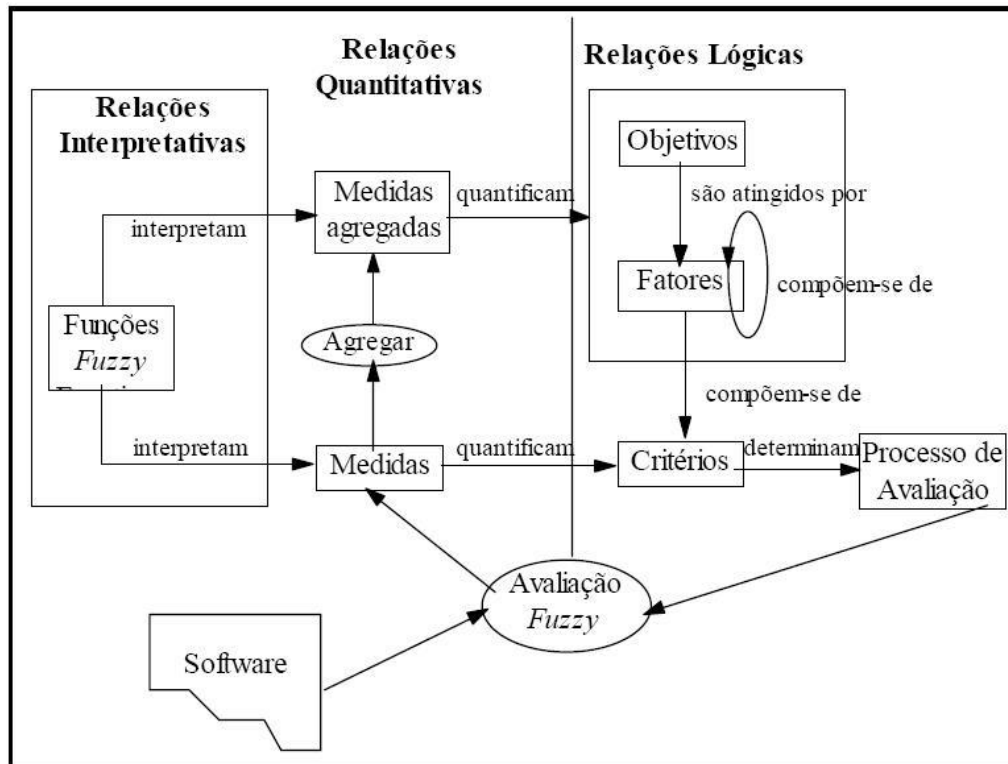 Relações
Quantitativas
Relações Lógicas
Relações
Interpretativas
Objetivos
são atingidos por
Medidas
agregadas
quantificam
interpretam
Fatores
compõem-se de
Funções
Fuzzy
Agregar
compõem-se de
interpretam
Medidas
quantificam
Critérios
determinam
Processo de
Avaliação
Avaliação
Fuzzy
Software